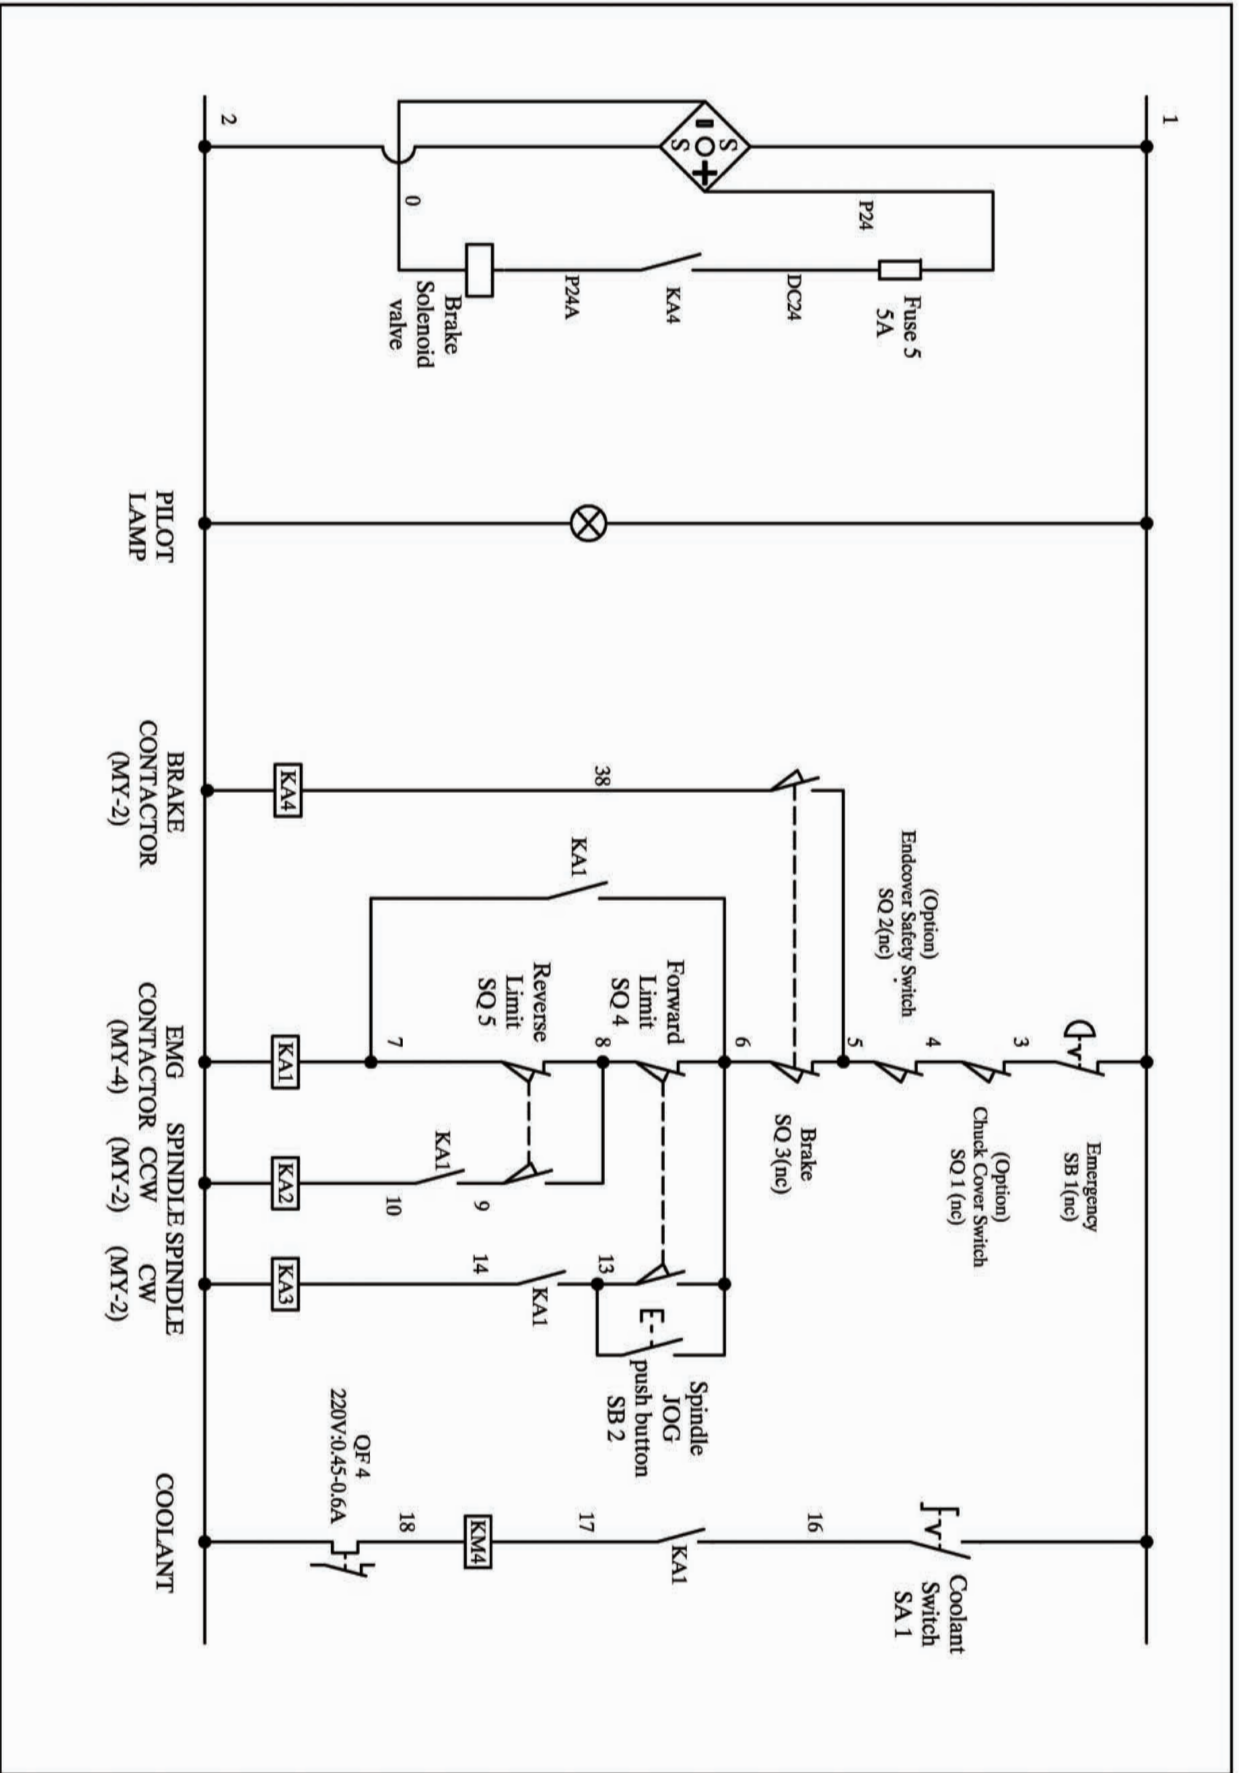 1
2
S
S
P24
Fuse 5
5A
DC24
KA4
P24A
0
Brake
Solenoid
valve
PILOT
LAMP
38
KA4
BRAKE
CONTACTOR
(MY-2)
KA1
(Option)
Endcover Safety Switch
SQ 2(nc)
Emergency
SB 1(nc)
3
(Option)
Chuck Cover Switch
SQ 1 (nc)
4
5
Brake
SQ 3(nc)
6
Forward
Limit
SQ 4
8
Reverse
Limit
SQ 5
7
KA1
EMG
CONTACTOR
(MY-4)
9
KA1
10
KA2
SPINDLE
CCW
(MY-2)
Spindle
JOG
push button
SB 2
13
KA1
14
KA3
SPINDLE
CW
(MY-2)
Coolant
Switch
SA 1
16
KA1
17
KM4
18
QF 4
220V:0.45-0.6A
COOLANT